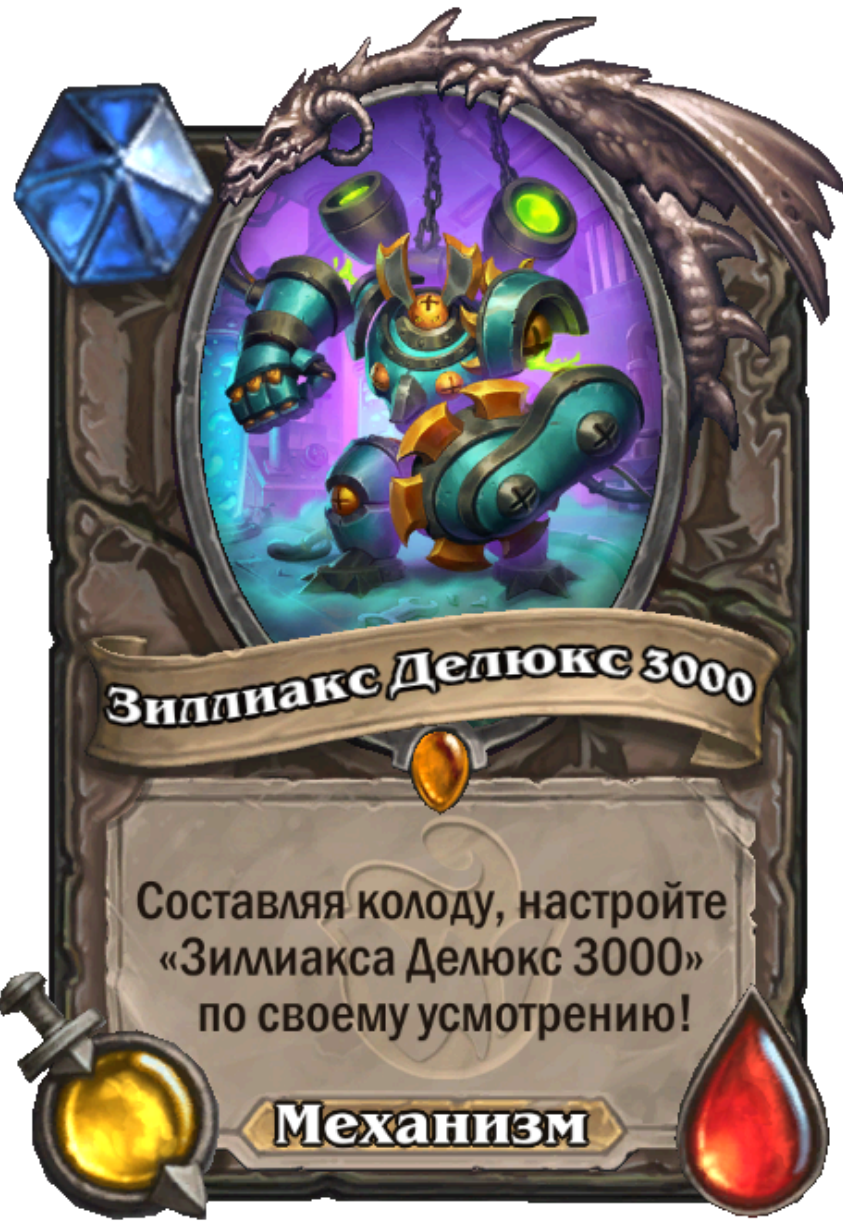 Зиллиакс Делюкс 3000
Составляя колоду, настройте
«Зиллиакса Делюкс 3000»
по своему усмотрению!
Механизм